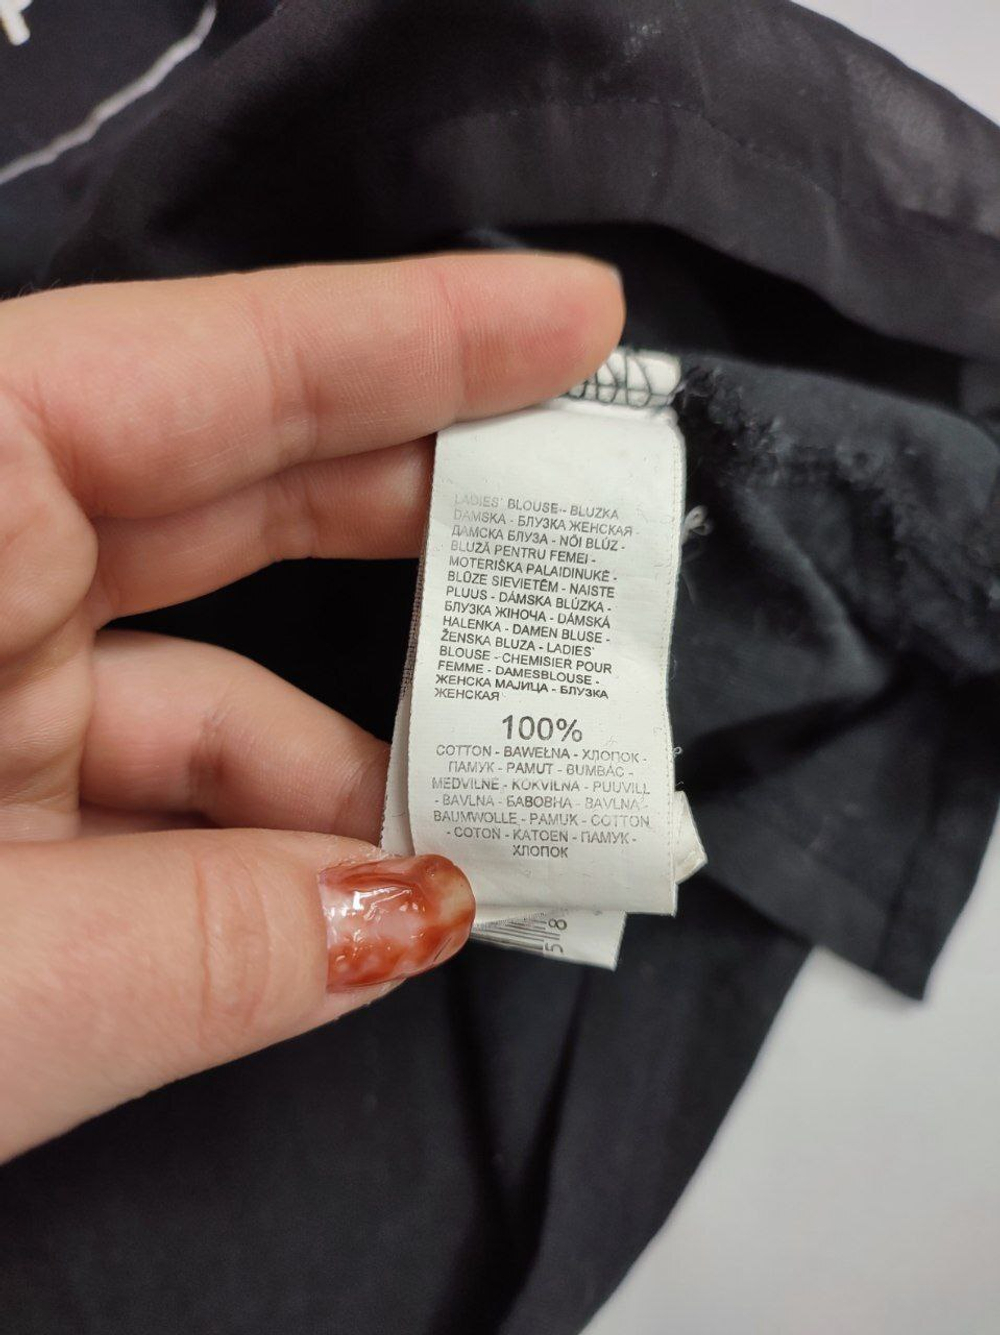 LADIES' BLOUSE - BLUZKA
DAMSKA - БЛУЗКА ЖЕНСКАЯ -
ДАМСКА БЛУЗА - NŐI BLÚZ -
BLUZĂ PENTRU FEMEI -
MOTERIŠKA PALAIDINUKĖ -
BLŪZE SIEVIETĒM - NAISTE
PLUUS - DÁMSKA BLÚZKA -
БЛУЗКА ЖІНОЧА - DÁMSKÁ
HALENKA - DAMEN BLUSE -
ŽENSKA BLUZA - LADIES'
BLOUSE - CHEMISIER POUR
FEMME - DAMESBLOUSE -
ЖЕНСКА МАЈИЦА - БЛУЗКА
ЖЕНСКАЯ
100%
COTTON - BAWEŁNA - ХЛОПОК -
ПАМУК - PAMUT - BUMBAC -
MEDVILNĖ - KOKVILNA - PUUVILL
- BAVLNA - БАВОВНА - BAVLNA -
BAUMWOLLE - PAMUK - COTTON
- COTON - KATOEN - ПАМУК -
ХЛОПОК
518